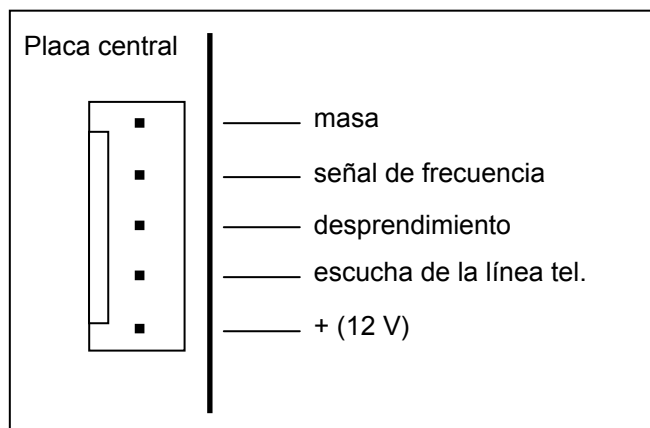 Placa central
masa
señal de frecuencia
desprendimiento
escucha de la línea tel.
+ (12 V)